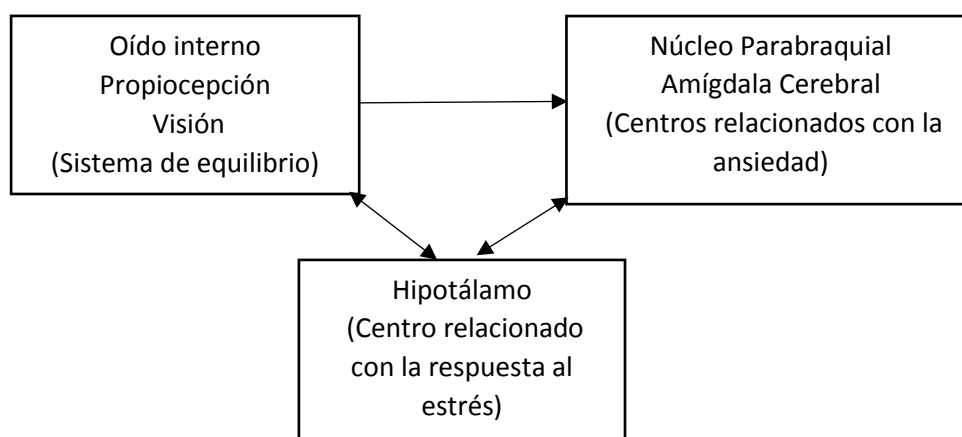 Oído interno
Propiocepción
Visión
(Sistema de equilibrio)
Núcleo Parabraquial
Amígdala Cerebral
(Centros relacionados con la
ansiedad)
Hipotálamo
(Centro relacionado
con la respuesta al
estrés)